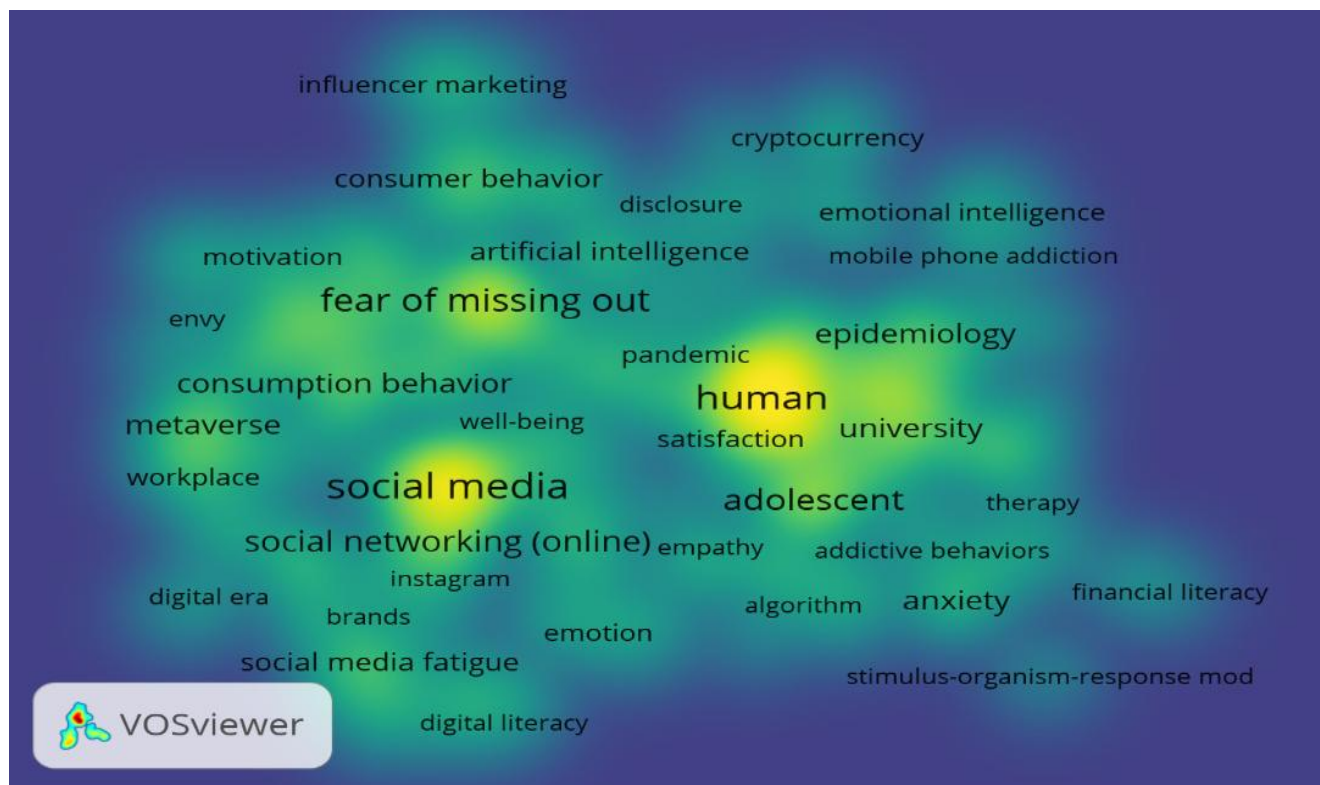 influencer marketing
cryptocurrency
consumer behavior
disclosure
emotional intelligence
motivation
artificial intelligence
mobile phone addiction
fear of missing out
envy
epidemiology
pandemic
consumption behavior
human
metaverse
well-being
satisfaction
university
workplace
social media
adolescent
therapy
social networking (online)
empathy
addictive behaviors
instagram
digital era
brands
algorithm
anxiety
financial literacy
emotion
social media fatigue
stimulus-organism-response mod
digital literacy
VOSviewer